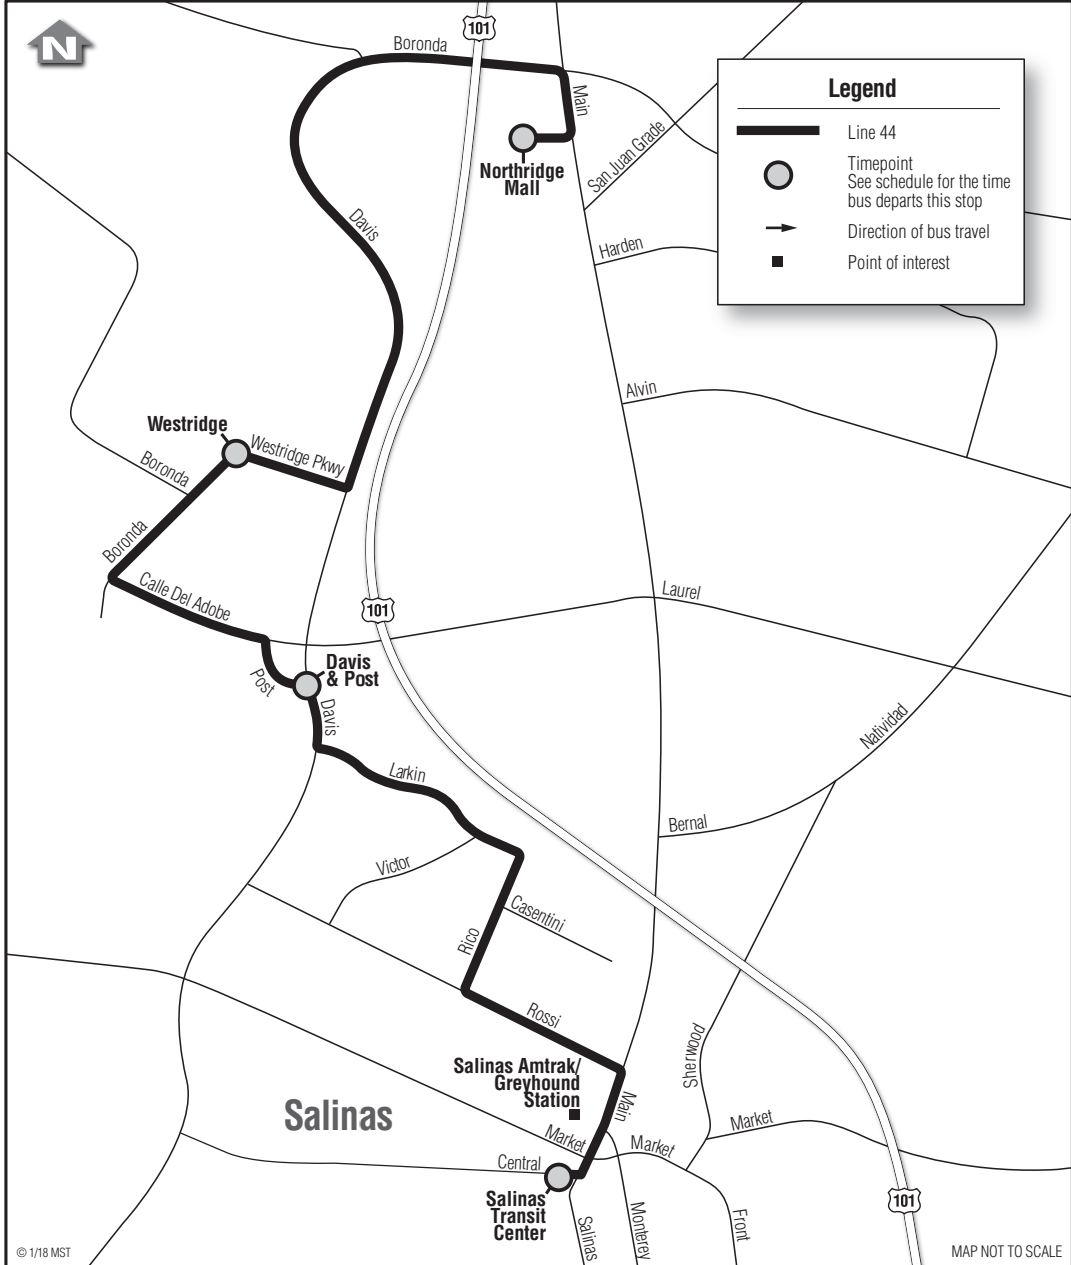 N
101
Boronda
Main
Northridge
Mall
San Juan Grade
Legend
Line 44
Timepoint
See schedule for the time
bus departs this stop
Direction of bus travel
Point of interest
Davis
Harden
Alvin
Westridge
Westridge Pkwy
Boronda
Boronda
Calle Del Adobe
101
Laurel
Post
Davis
& Post
Davis
Natividad
Larkin
Bernal
Victor
Casentini
Rico
Rossi
Sherwood
Salinas Amtrak/
Greyhound
Station
Main
Salinas
Market
Market
Market
Central
Salinas
Transit
Center
Salinas
Monterey
Front
101
© 1/18 MST
MAP NOT TO SCALE